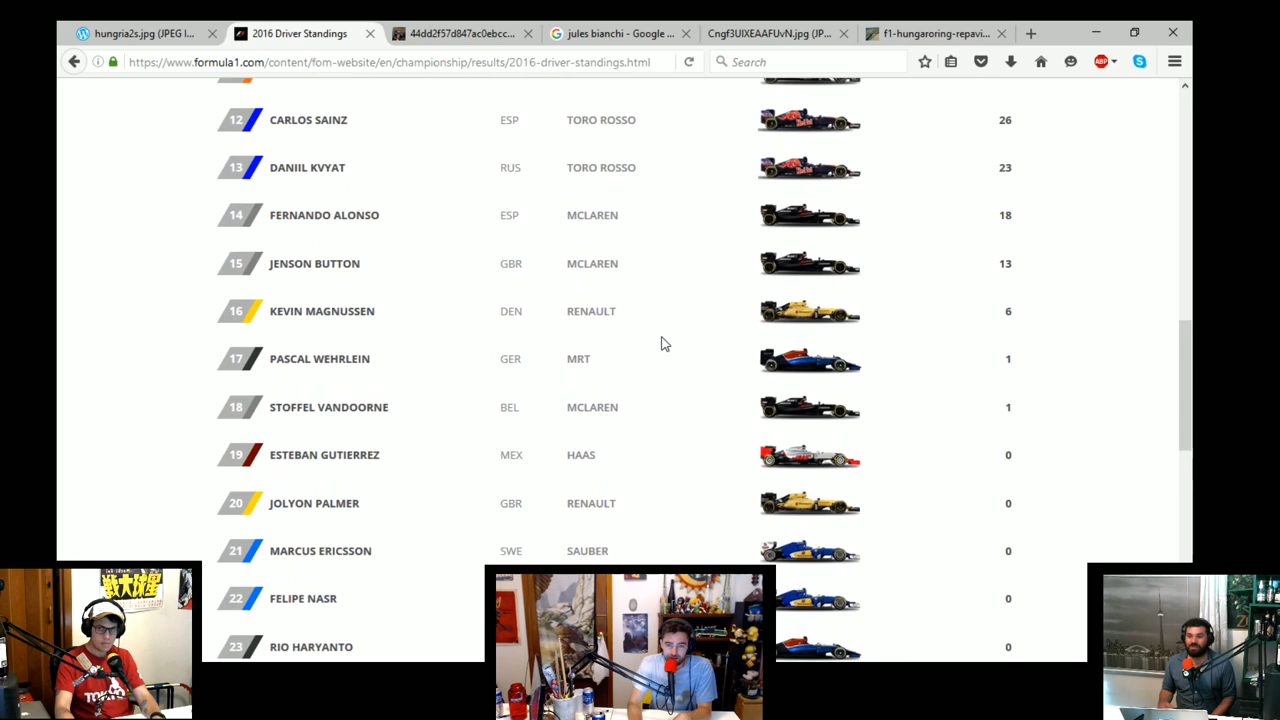 hungria2s.jpg (JPEG I...
2016 Driver Standings
44dd2f57d847ac0ebcc...
jules bianchi - Google ...
Cngf3UIXEAAFUvN.jpg (JP...
f1-hungaroring-repavi...
https://www.formula1.com/content/fom-website/en/championship/results/2016-driver-standings.html
Search
ABP
12 CARLOS SAINZ ESP TORO ROSSO 26
13 DANIIL KVYAT RUS TORO ROSSO 23
14 FERNANDO ALONSO ESP MCLAREN 18
15 JENSON BUTTON GBR MCLAREN 13
16 KEVIN MAGNUSSEN DEN RENAULT 6
17 PASCAL WEHRLEIN GER MRT 1
18 STOFFEL VANDOORNE BEL MCLAREN 1
19 ESTEBAN GUTIERREZ MEX HAAS 0
20 JOLYON PALMER GBR RENAULT 0
21 MARCUS ERICSSON SWE SAUBER 0
22 FELIPE NASR 0
23 RIO HARYANTO 0